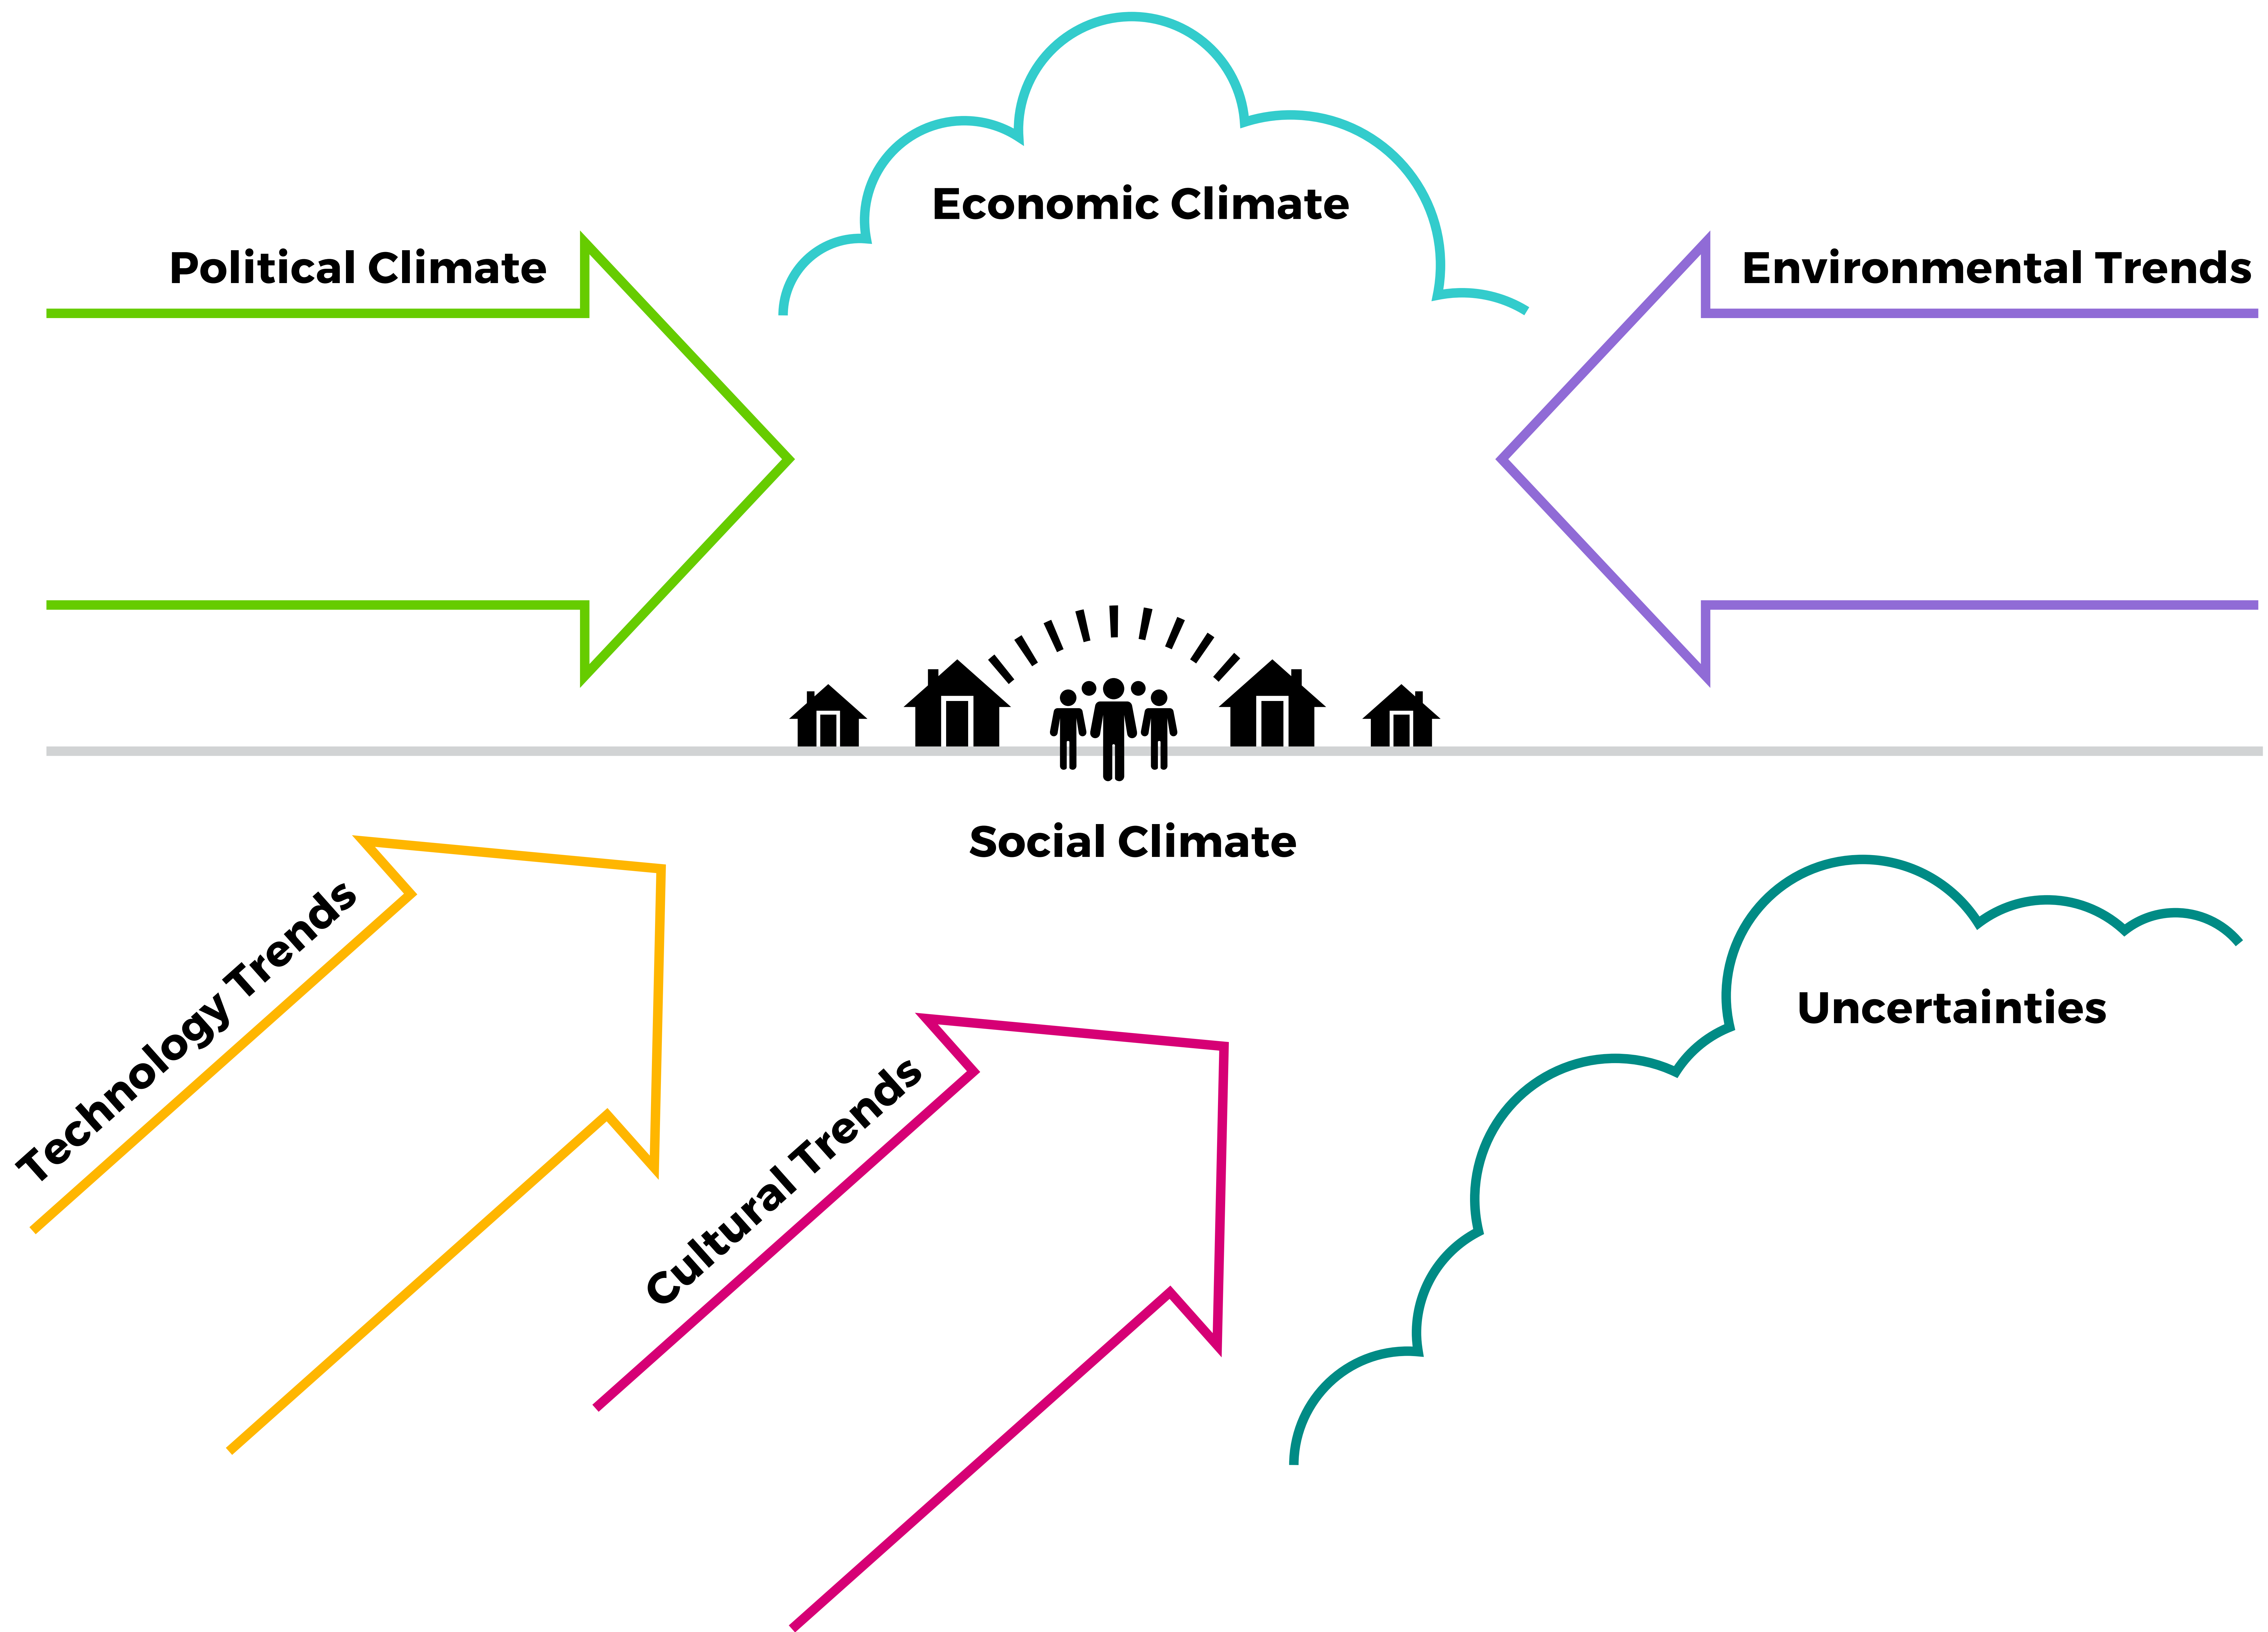 Economic Climate
Political Climate
Environmental Trends
Social Climate
Technology Trends
Cultural Trends
Uncertainties